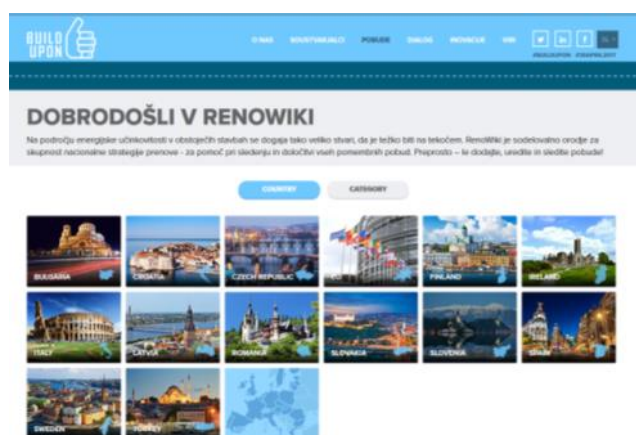 BUILD
UPON
O NAS SOUSTVARJALCI POBUDE DIALOG INOVACIJE VIRI
DOBRODOŠLI V RENOWIKI
Na področju energijske učinkovitosti v obstoječih stavbah se dogaja tako veliko stvari, da je težko biti na tekočem. RenoWiki je sodelovalno orodje za
skupnost nacionalne strategije prenove - za pomoč pri sledenju in določitvi vseh pomembnih pobud. Preprosto – le dodajte, uredite in sledite pobude!
COUNTRY CATEGORY
BULGARIA CROATIA CZECH REPUBLIC EU FINLAND IRELAND
ITALY LATVIA ROMANIA SLOVAKIA SLOVENIA SPAIN
SWEDEN TURKEY